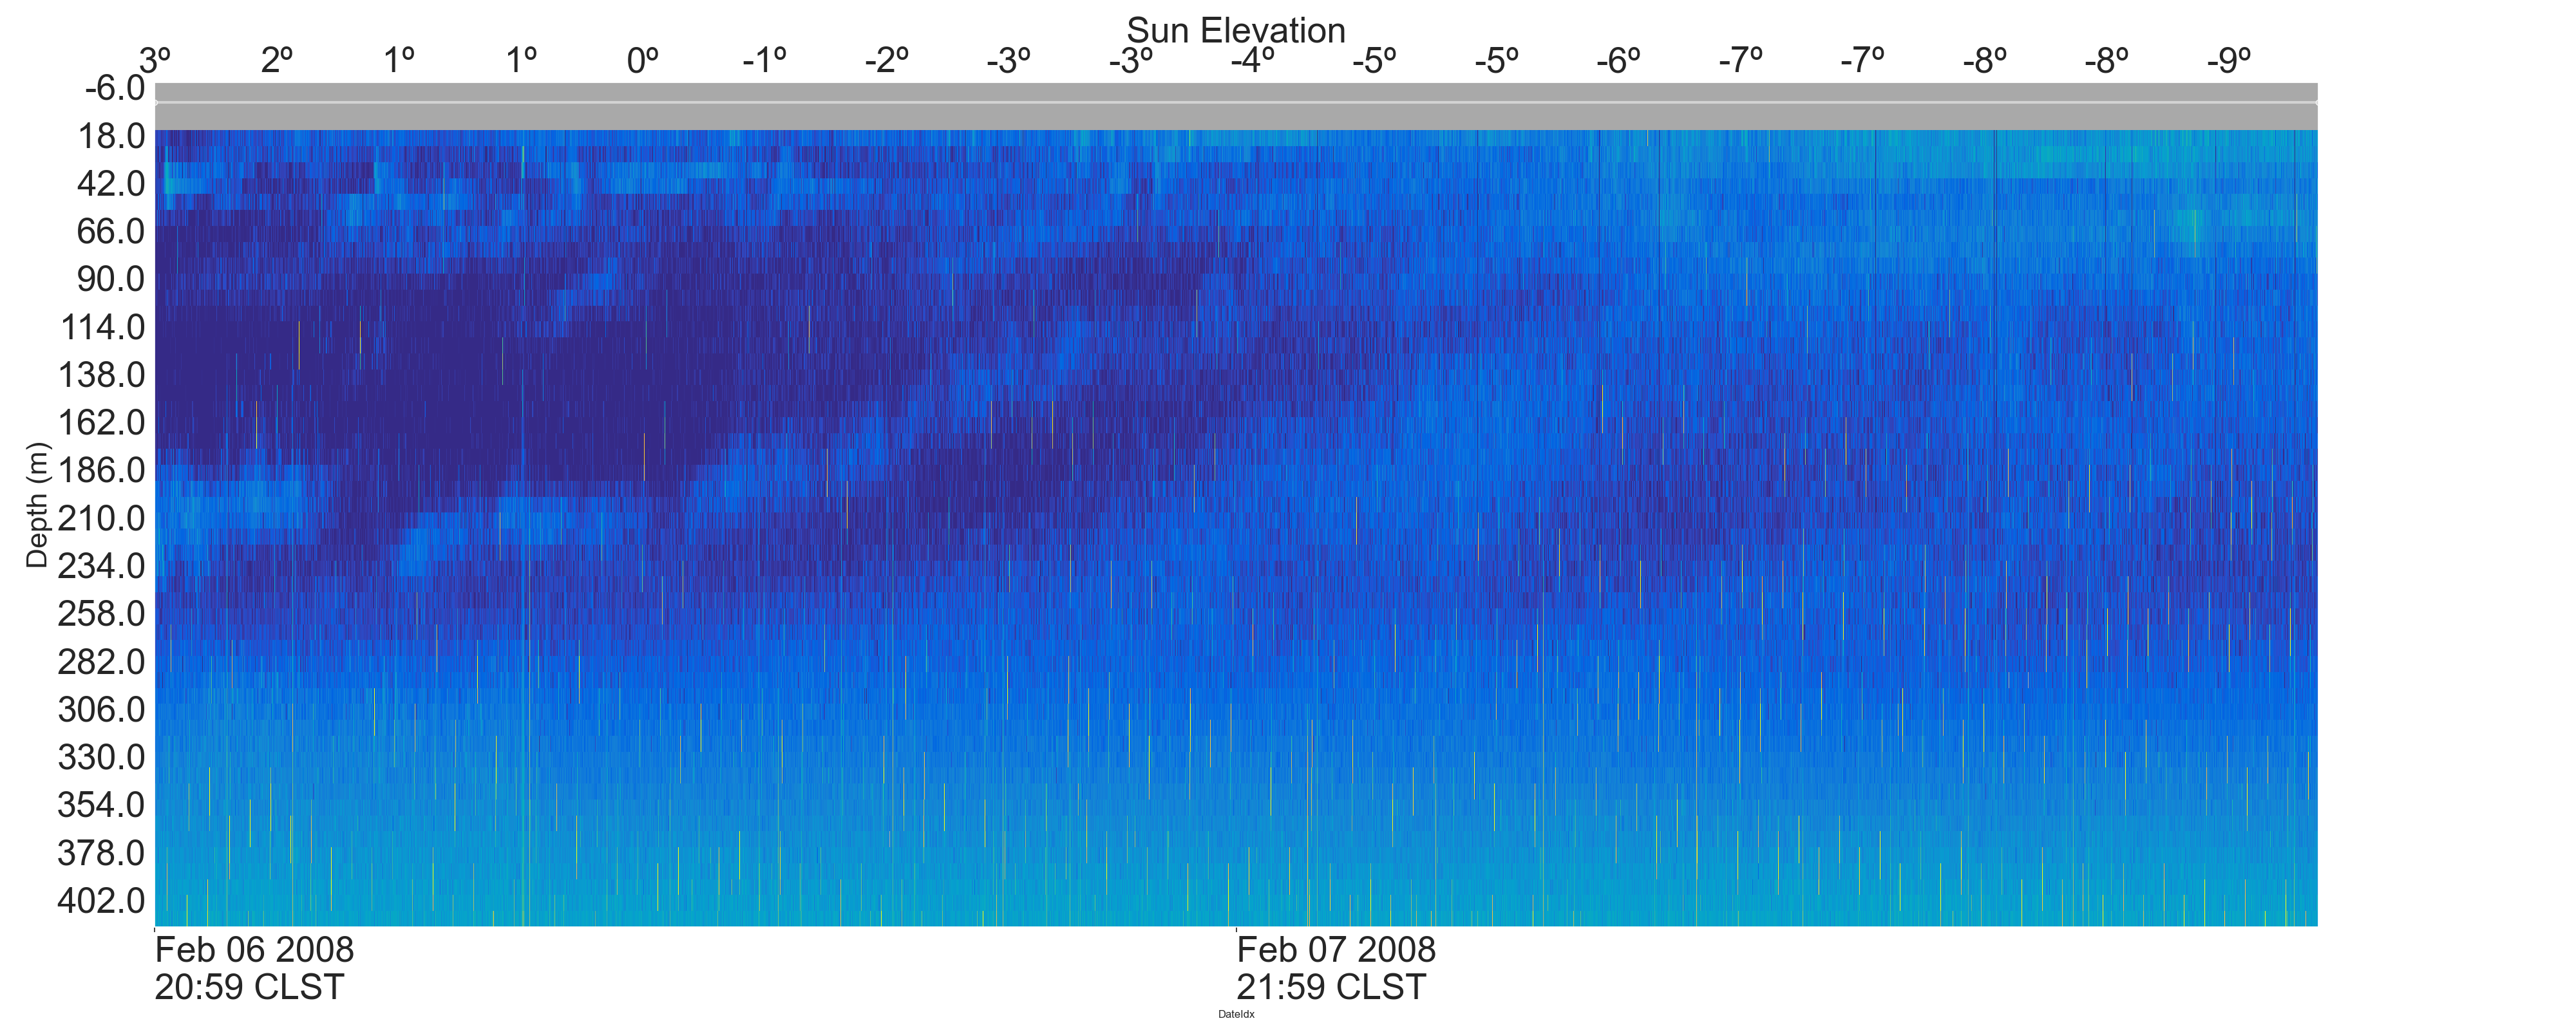 Sun Elevation
3º 2º 1º 1º 0º -1º -2º -3º -3º -4º -5º -5º -6º -7º -7º -8º -8º -9º
-6.0
18.0
42.0
66.0
90.0
114.0
138.0
162.0
186.0
210.0
234.0
258.0
282.0
306.0
330.0
354.0
378.0
402.0
Depth (m)
Feb 06 2008
20:59 CLST
Feb 07 2008
21:59 CLST
DateIdx